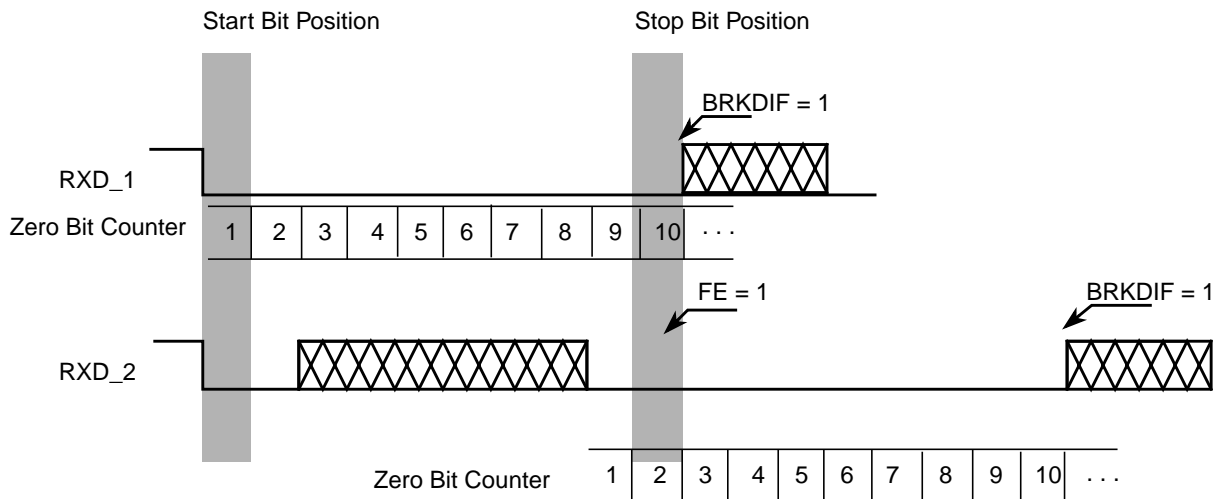 Start Bit Position
Stop Bit Position
BRKDIF = 1
RXD_1
Zero Bit Counter
1 2 3 4 5 6 7 8 9 10 . . .
FE = 1
BRKDIF = 1
RXD_2
Zero Bit Counter
1 2 3 4 5 6 7 8 9 10 . . .